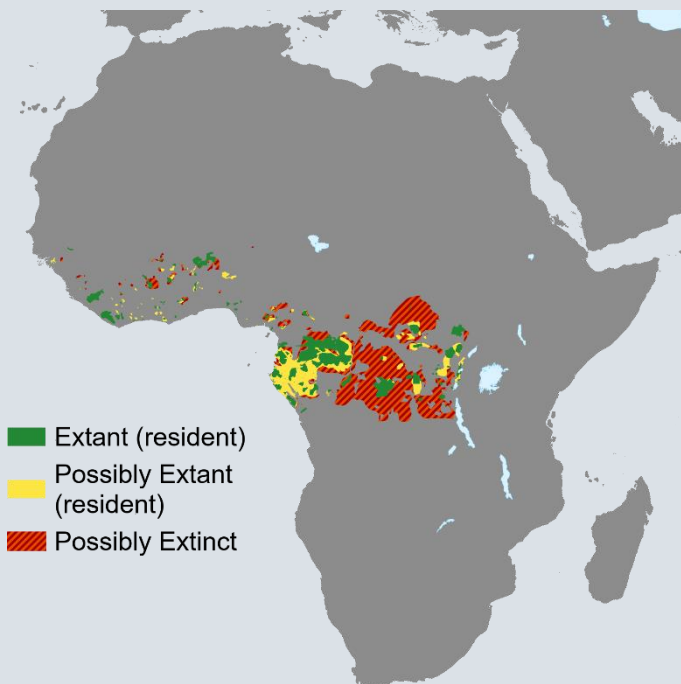 Extant (resident)
Possibly Extant
(resident)
Possibly Extinct